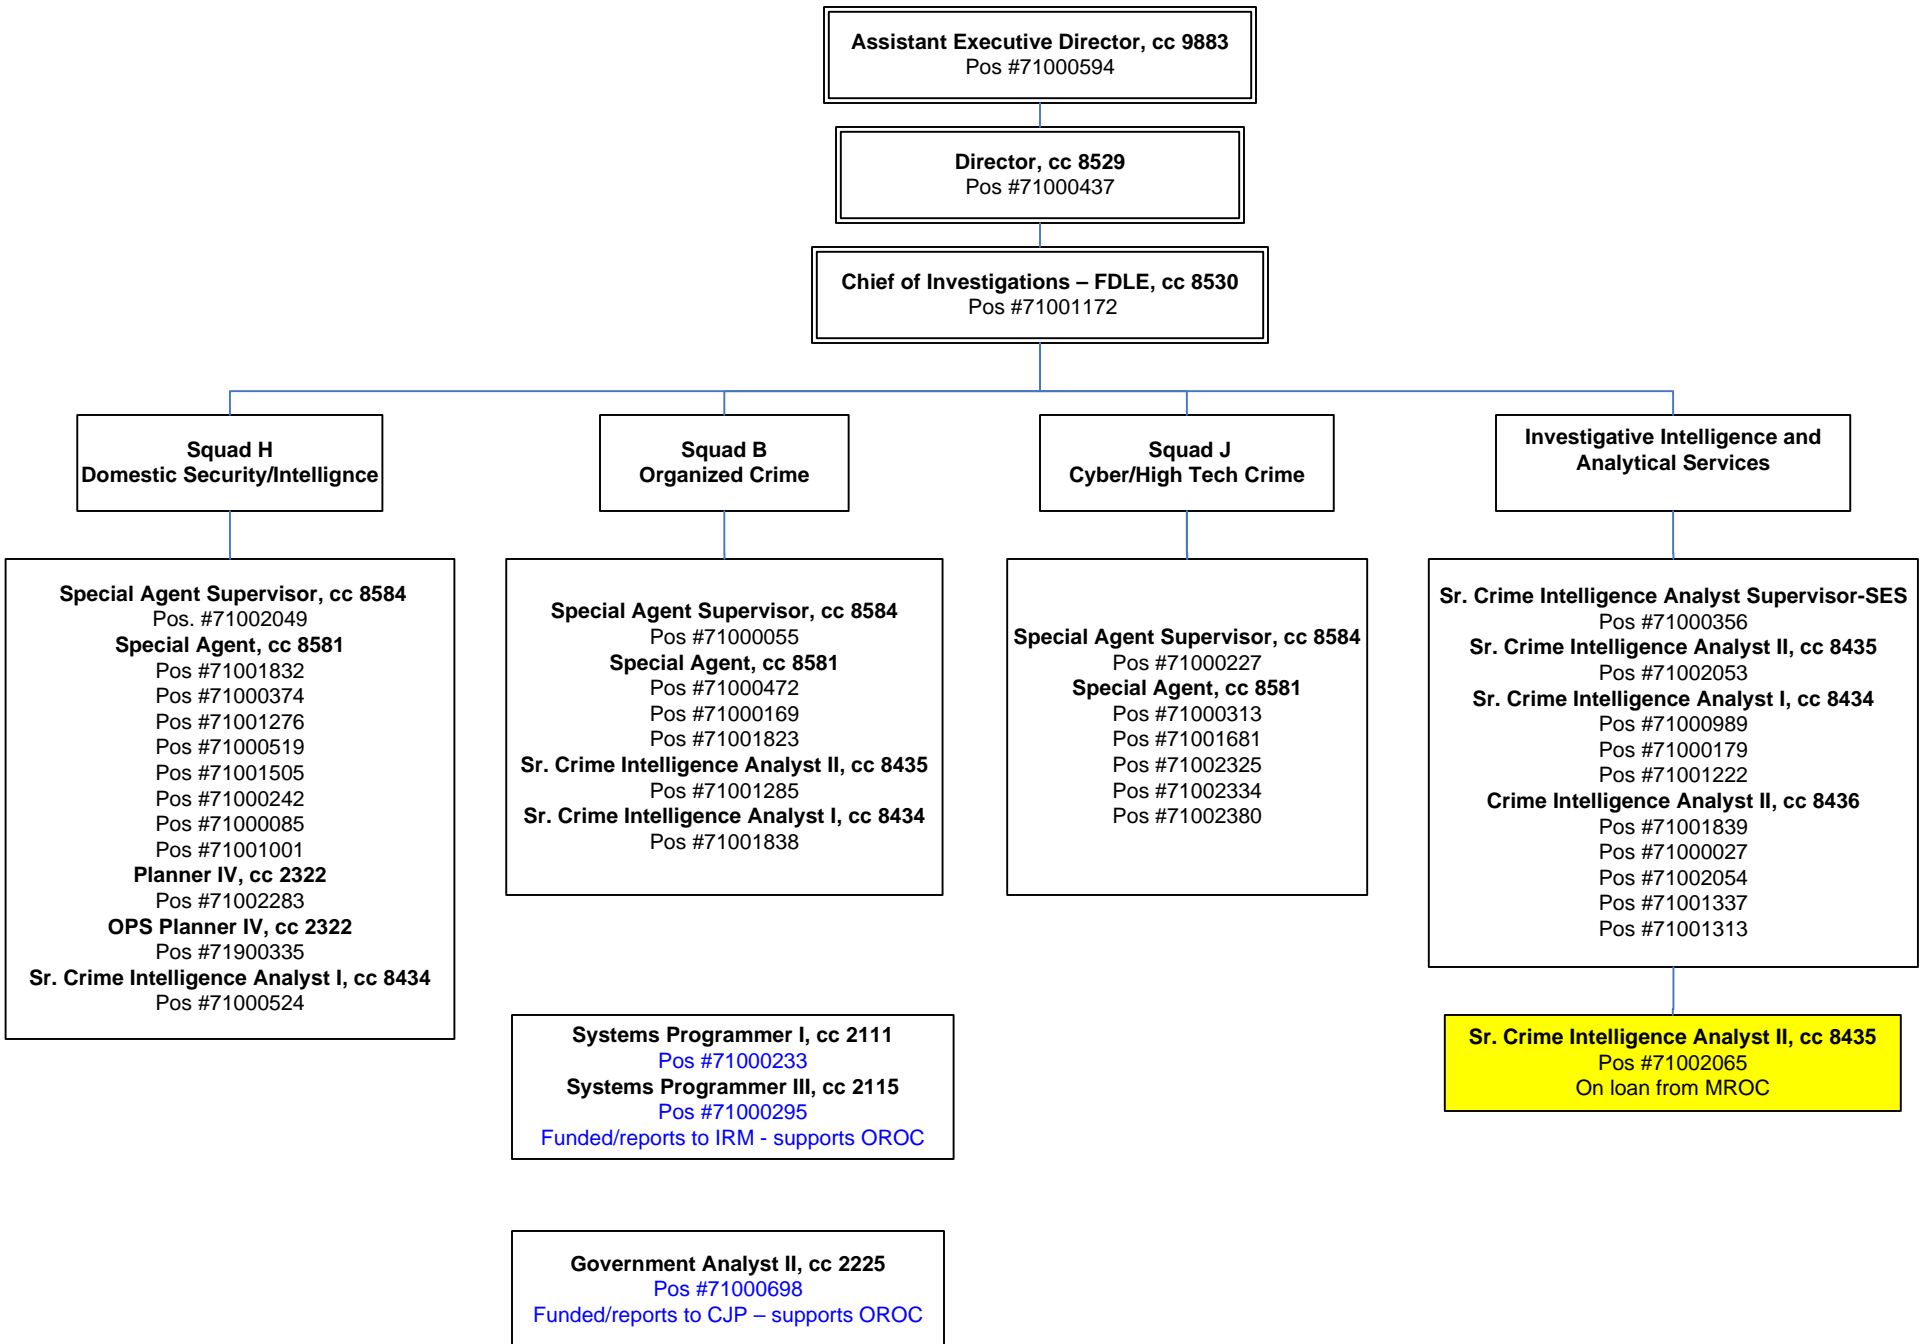 Assistant Executive Director, cc 9883
Pos #71000594
Director, cc 8529
Pos #71000437
Chief of Investigations – FDLE, cc 8530
Pos #71001172
Squad H
Domestic Security/Intellignce
Squad B
Organized Crime
Squad J
Cyber/High Tech Crime
Investigative Intelligence and
Analytical Services
Special Agent Supervisor, cc 8584
Pos. #71002049
Special Agent, cc 8581
Pos #71001832
Pos #71000374
Pos #71001276
Pos #71000519
Pos #71001505
Pos #71000242
Pos #71000085
Pos #71001001
Planner IV, cc 2322
Pos #71002283
OPS Planner IV, cc 2322
Pos #71900335
Sr. Crime Intelligence Analyst I, cc 8434
Pos #71000524
Special Agent Supervisor, cc 8584
Pos #71000055
Special Agent, cc 8581
Pos #71000472
Pos #71000169
Pos #71001823
Sr. Crime Intelligence Analyst II, cc 8435
Pos #71001285
Sr. Crime Intelligence Analyst I, cc 8434
Pos #71001838
Special Agent Supervisor, cc 8584
Pos #71000227
Special Agent, cc 8581
Pos #71000313
Pos #71001681
Pos #71002325
Pos #71002334
Pos #71002380
Sr. Crime Intelligence Analyst Supervisor-SES
Pos #71000356
Sr. Crime Intelligence Analyst II, cc 8435
Pos #71002053
Sr. Crime Intelligence Analyst I, cc 8434
Pos #71000989
Pos #71000179
Pos #71001222
Crime Intelligence Analyst II, cc 8436
Pos #71001839
Pos #71000027
Pos #71002054
Pos #71001337
Pos #71001313
Systems Programmer I, cc 2111
Pos #71000233
Systems Programmer III, cc 2115
Pos #71000295
Funded/reports to IRM - supports OROC
Sr. Crime Intelligence Analyst II, cc 8435
Pos #71002065
On loan from MROC
Government Analyst II, cc 2225
Pos #71000698
Funded/reports to CJP – supports OROC